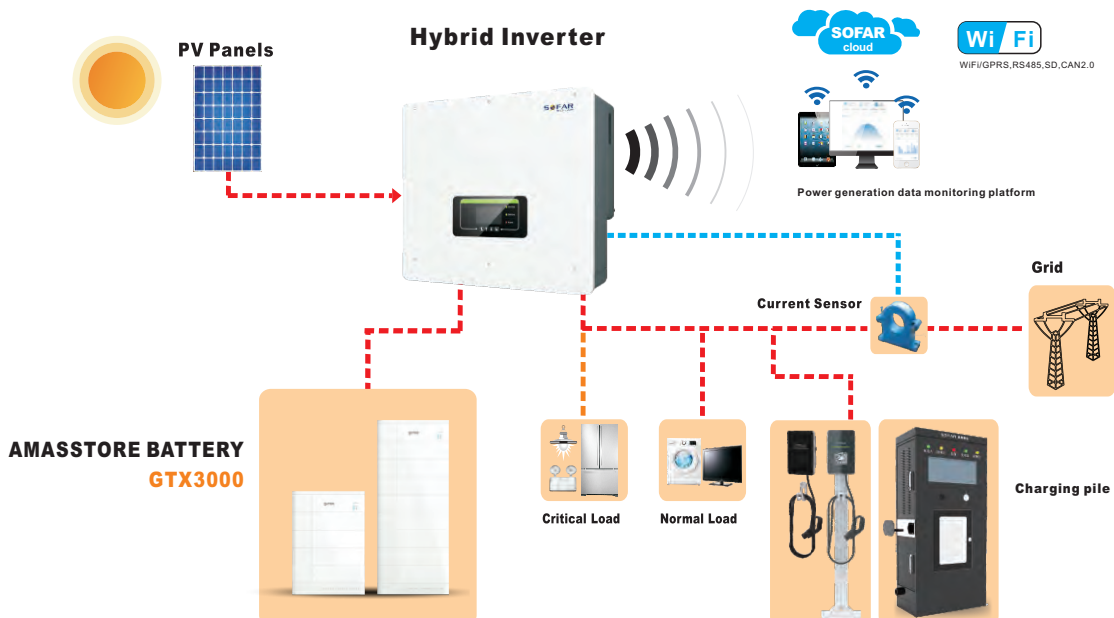 PV Panels
Hybrid Inverter
SOFAR
cloud
Wi Fi
WiFi/GPRS,RS485,SD,CAN2.0
SOFAR
Power generation data monitoring platform
Grid
Current Sensor
AMASSTORE BATTERY
GTX3000
Critical Load
Normal Load
SOFAR
Charging pile